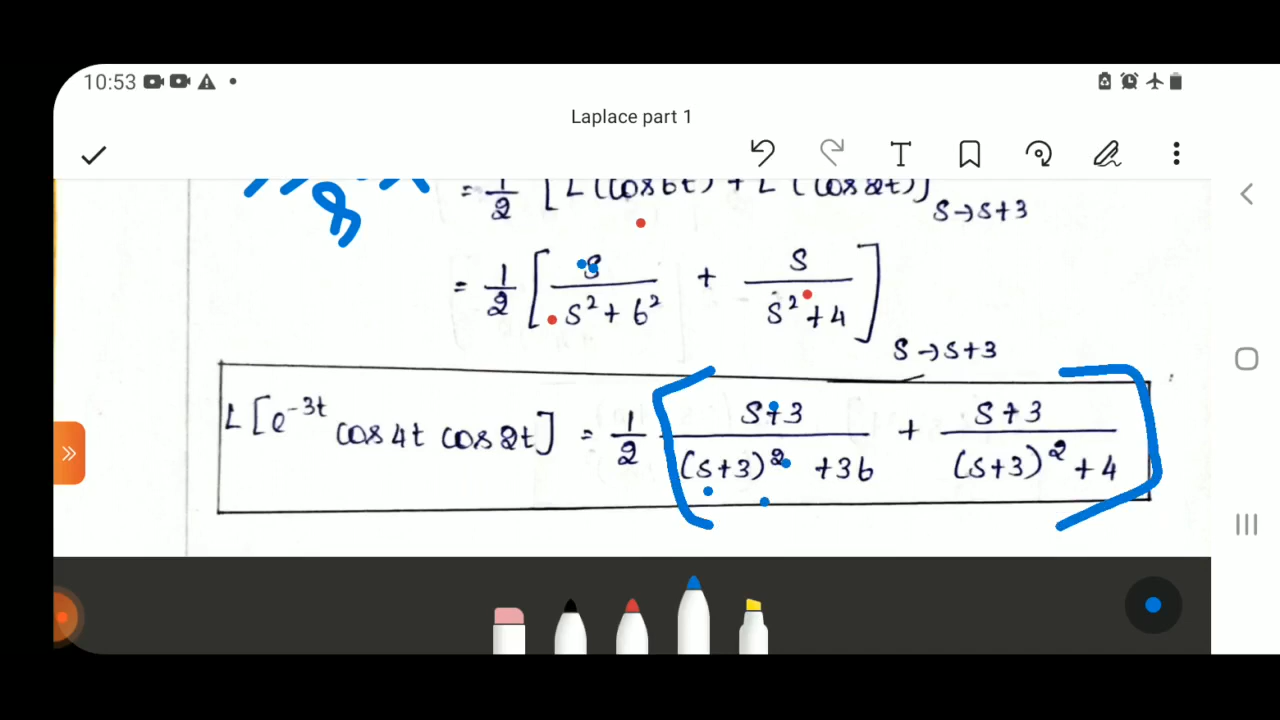 10:53
Laplace part 1
T
= 1/2 [L (cos 6t) + L (cos 2t)] s→s+3
= 1/2 [ s/(s²+6²) + s/(s²+4) ] s→s+3
L[e^-3t cos 4t cos 2t] = 1/2 [ (s+3)/((s+3)² +36) + (s+3)/((s+3)² +4) ]